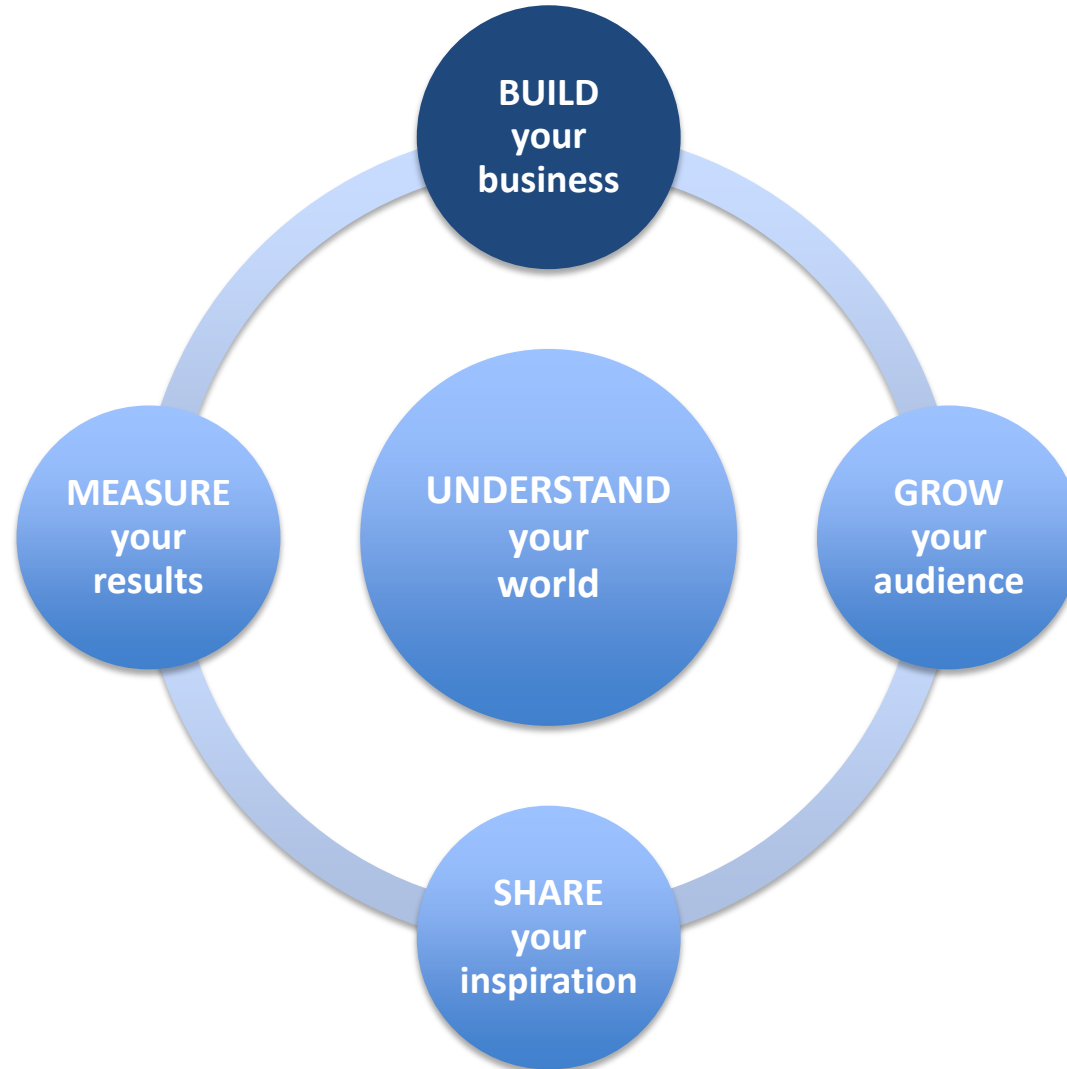 BUILD
your
business
MEASURE
your
results
UNDERSTAND
your
world
GROW
your
audience
SHARE
your
inspiration